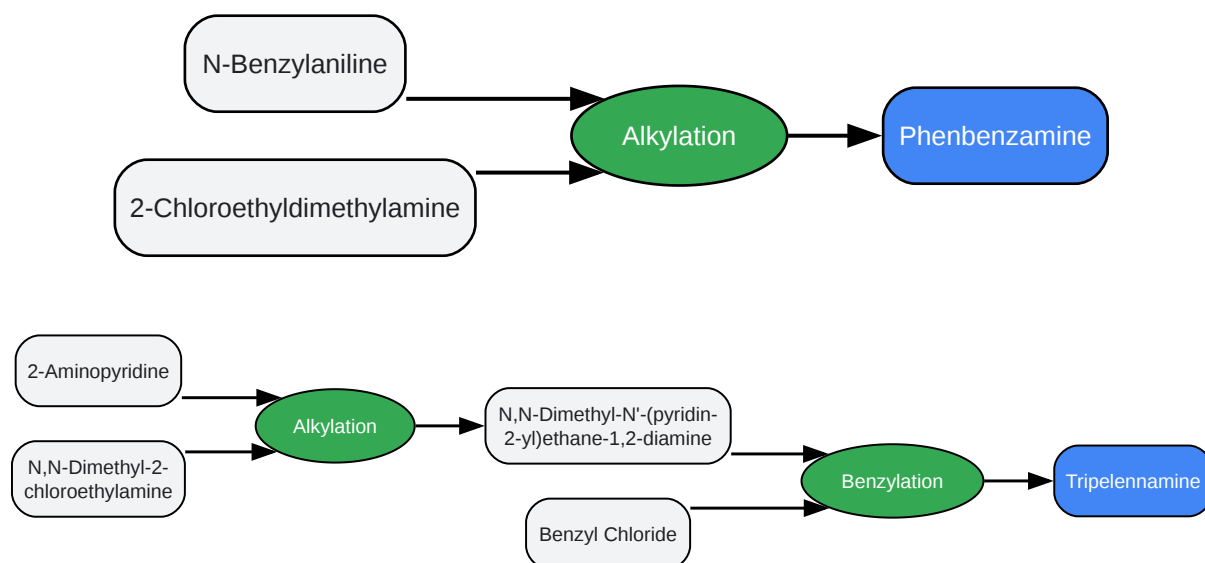 N-Benzylaniline
Alkylation
Phenbenzamine
2-Chloroethyldimethylamine
2-Aminopyridine
Alkylation
N,N-Dimethyl-N'-(pyridin-
2-yl)ethane-1,2-diamine
N,N-Dimethyl-2-
chloroethylamine
Benzylation
Tripelennamine
Benzyl Chloride